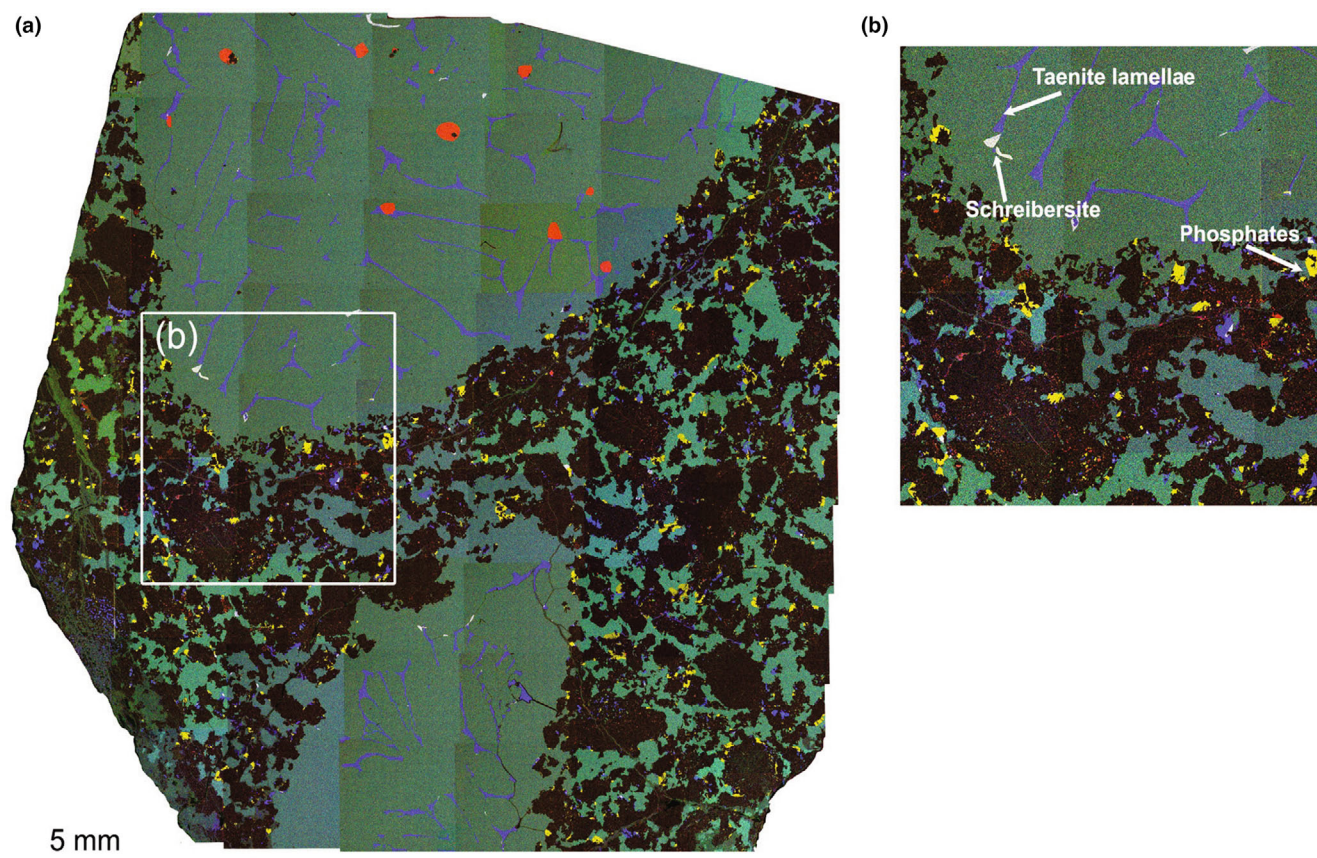 (a)
(b)
5 mm
(b)
Taenite lamellae
Schreibersite
Phosphates